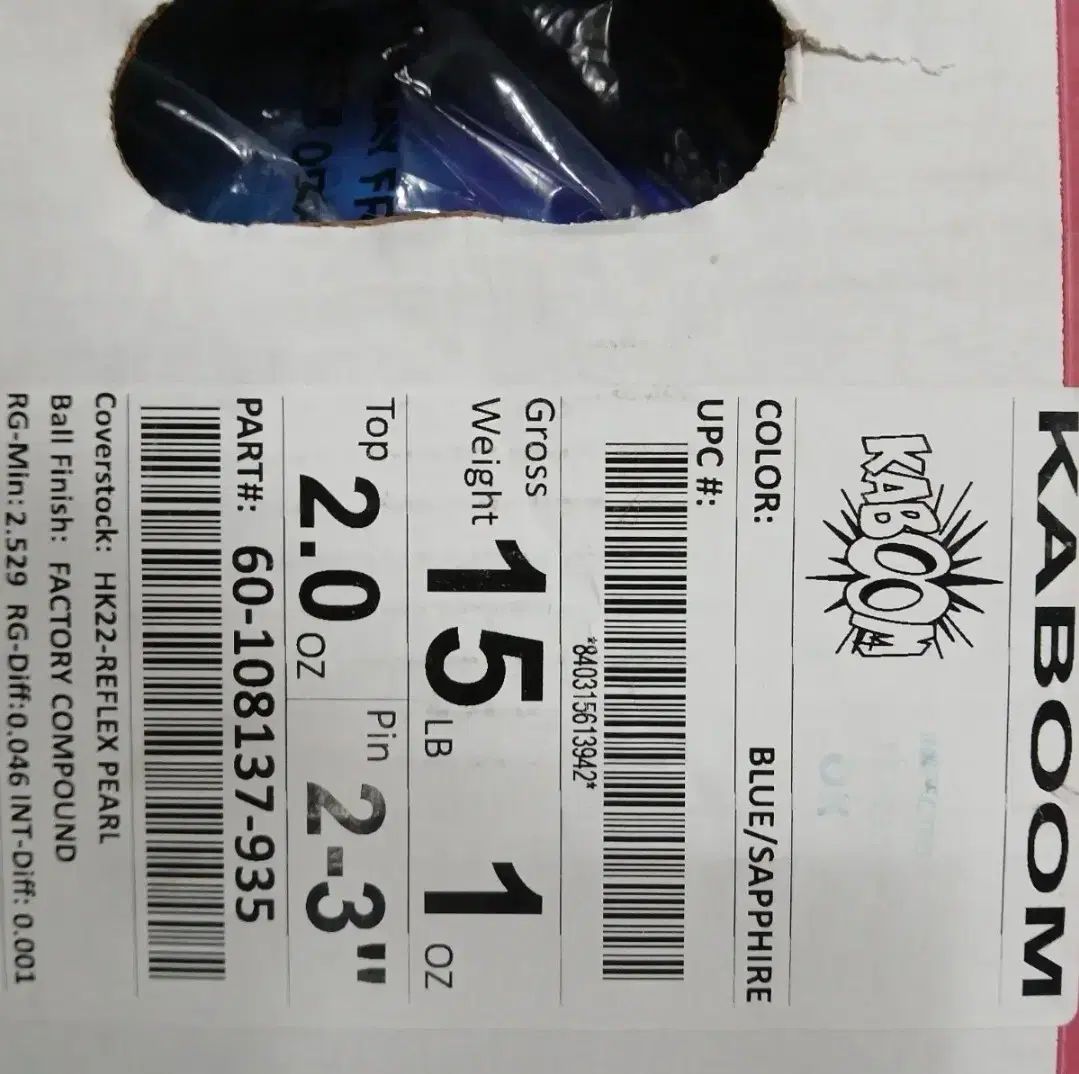 KABOOM
KABOOM
COLOR: BLUE/SAPPHIRE
UPC #:
*840315613942*
Gross Weight 15 LB 1 OZ
Top 2.0 OZ Pin 2-3"
PART#: 60-108137-935
Coverstock: HK22-REFLEX PEARL
Ball Finish: FACTORY COMPOUND
RG-Min: 2.529 RG-Diff:0.046 INT-Diff: 0.001